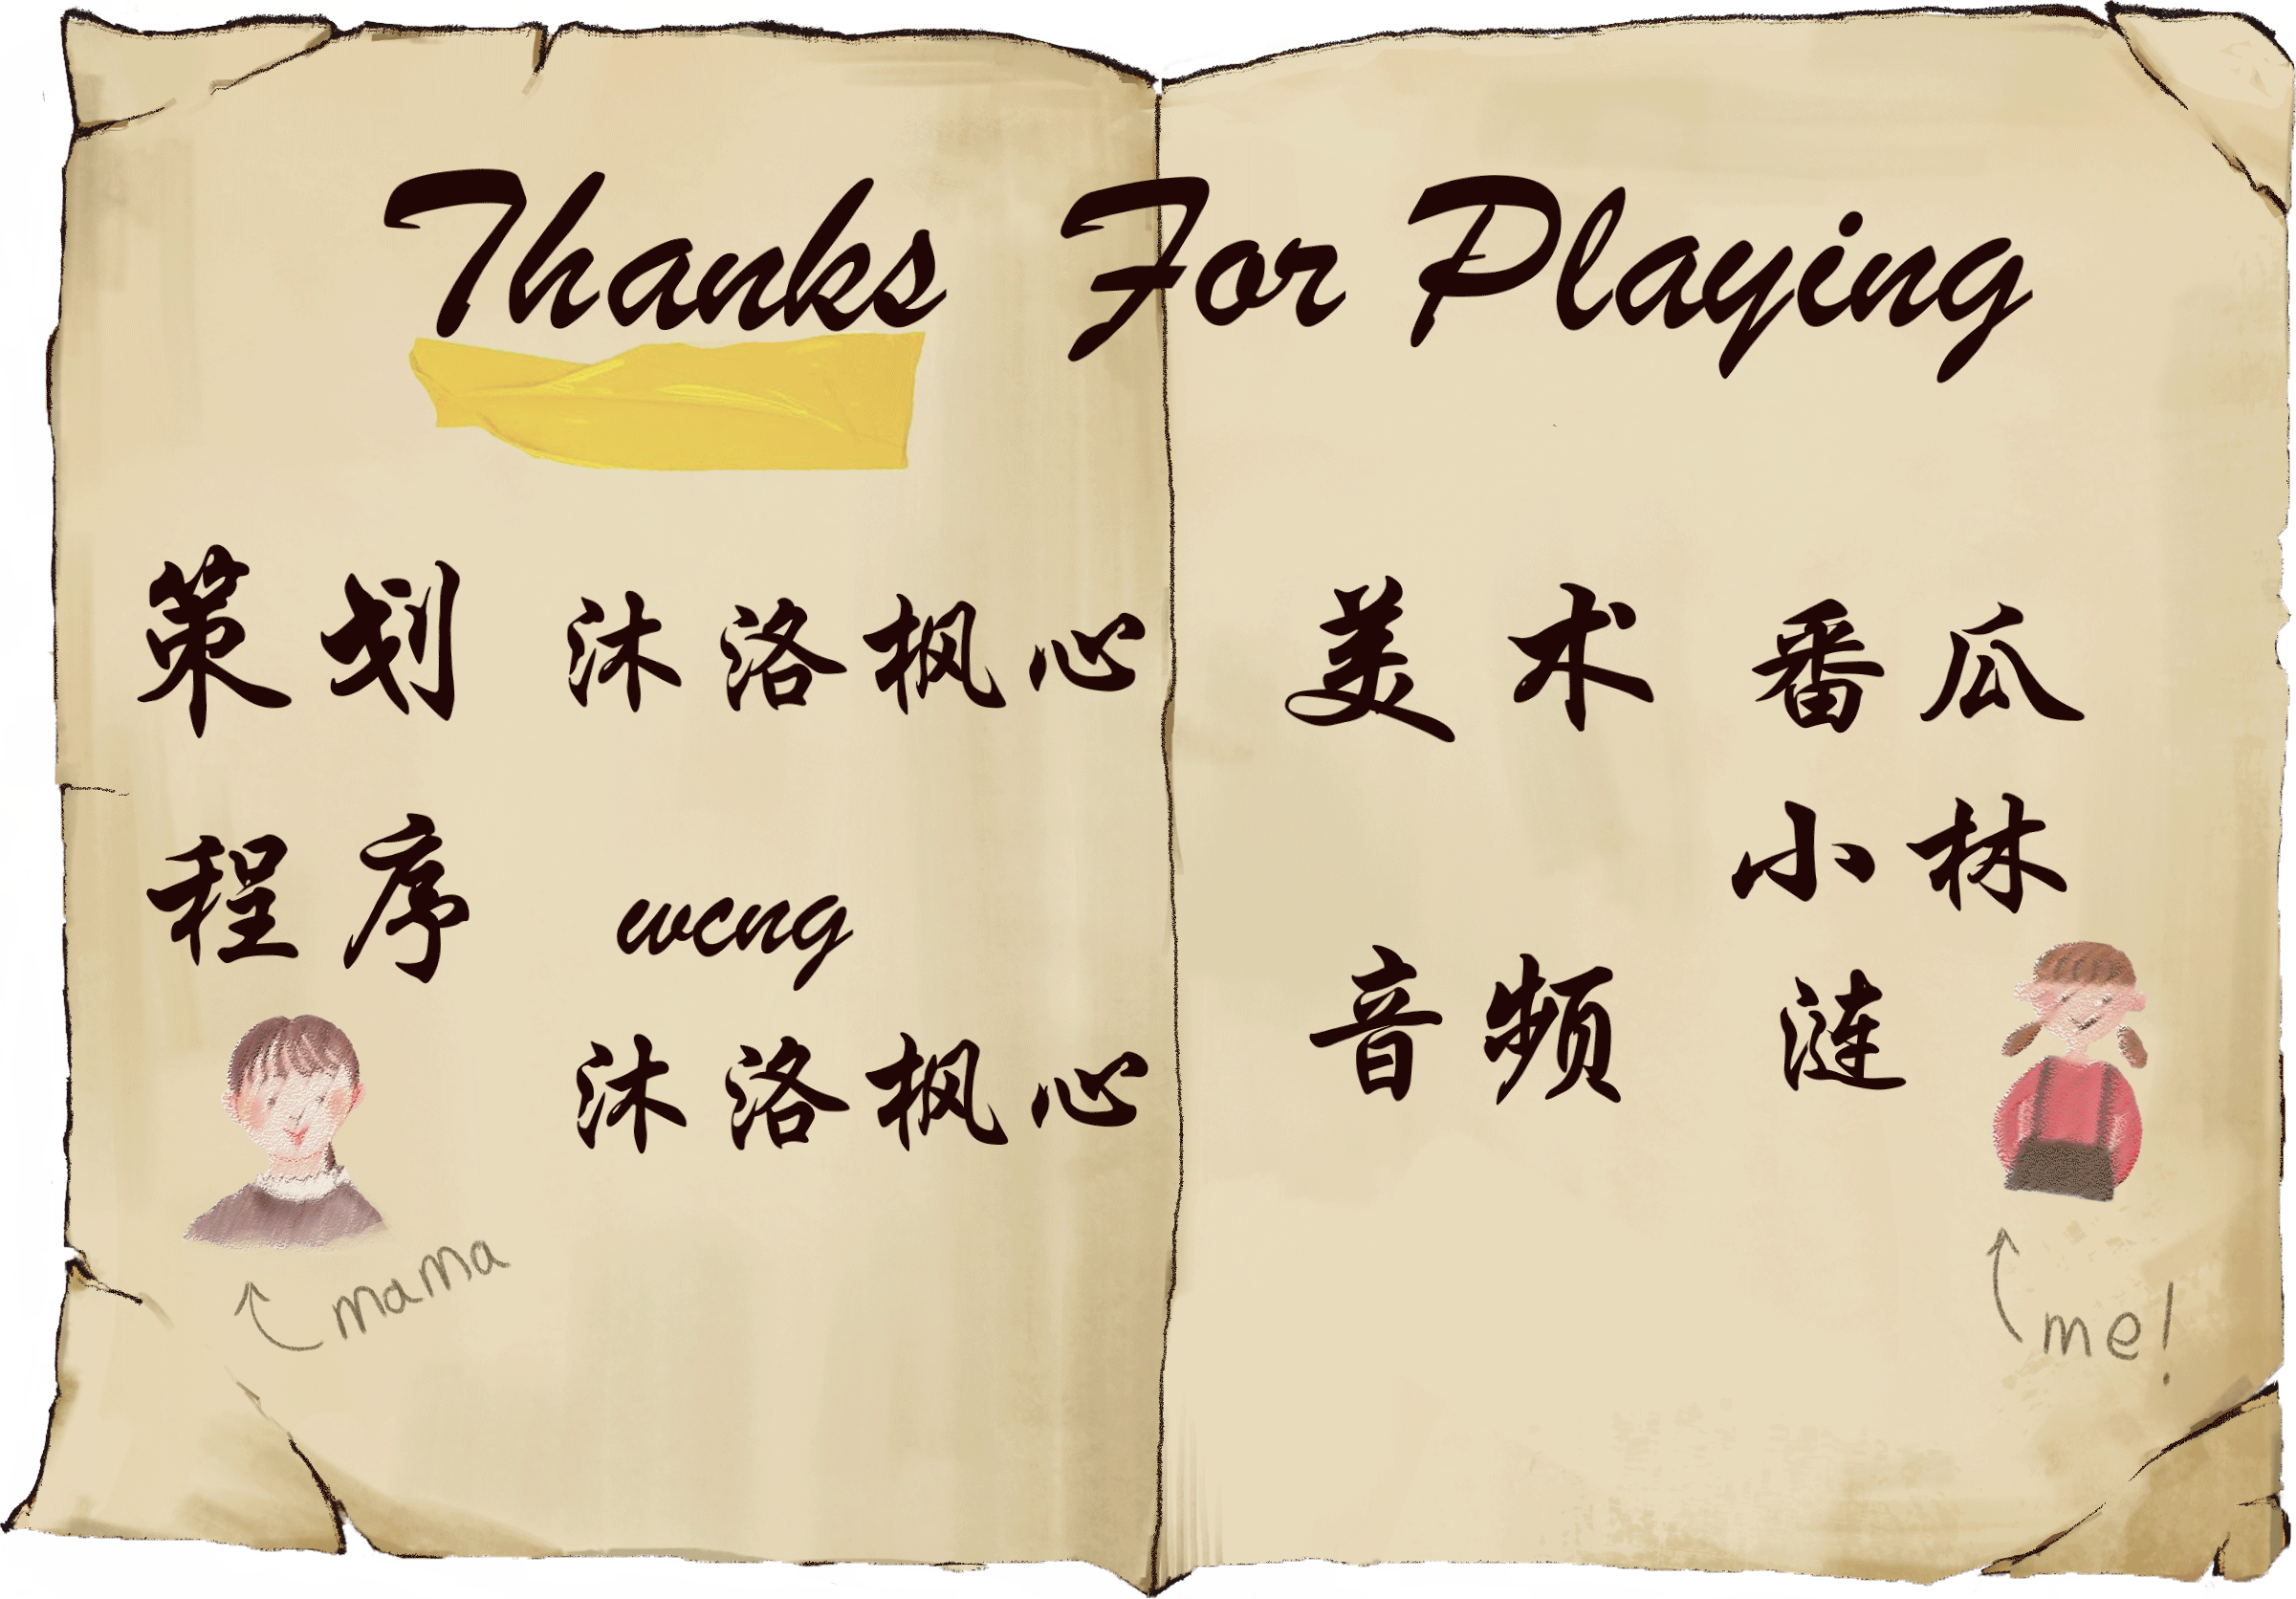 Thanks For Playing
策划 沐洛枫心
程序 wcng
沐洛枫心
mama
美术 番瓜
小林
音频 涟
me!